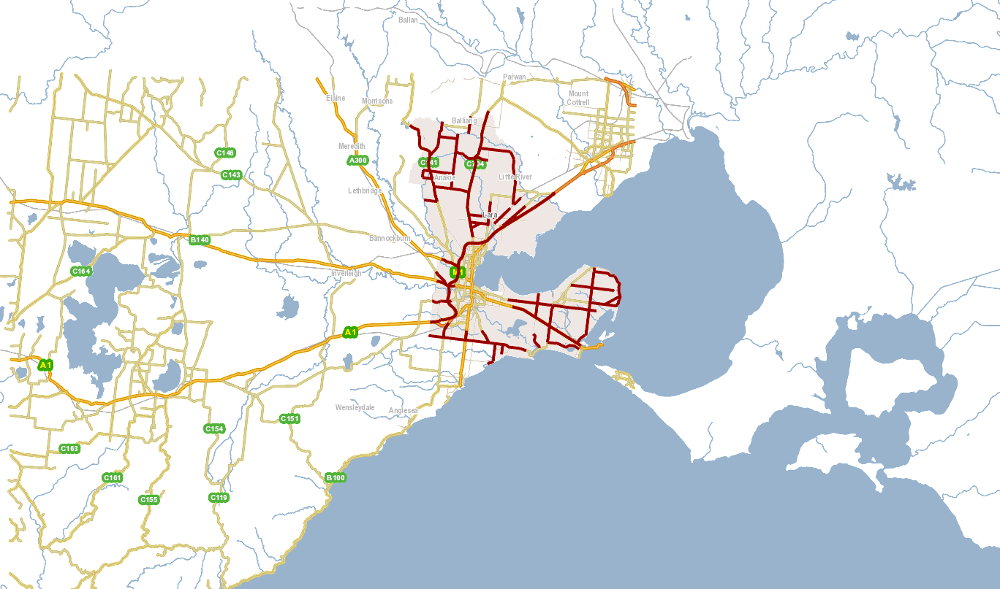 Ballan
Parwan
Mount
Cottrell
Elaine
Morrisons
Balliang
Meredith
C146
A300
C141
C704
C143
Anakie
Little River
Lethbridge
Lara
Bannockburn
B140
C164
Inverleigh
M1
A1
A1
Wensleydale
Anglesea
C151
C154
C163
C161
B100
C155
C119